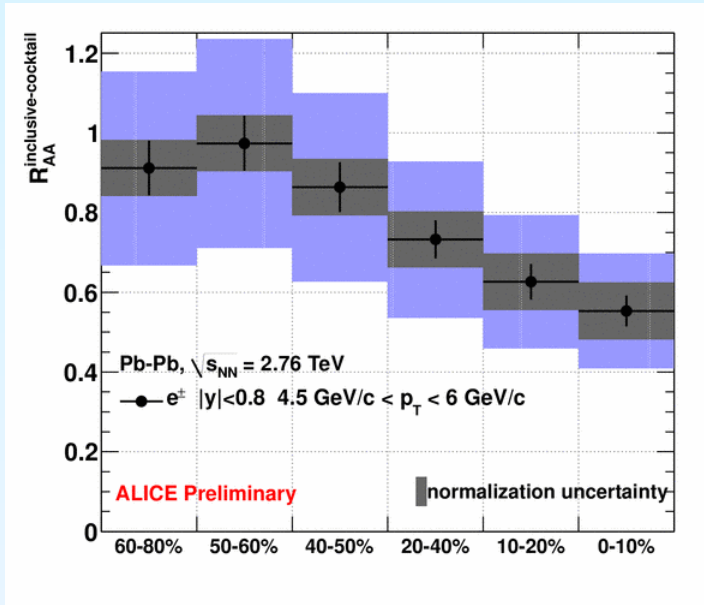 R_AA^inclusive-cocktail
1.2
1
0.8
0.6
0.4
0.2
0
Pb-Pb, √s_NN = 2.76 TeV
e± |y|<0.8 4.5 GeV/c < p_T < 6 GeV/c
ALICE Preliminary
normalization uncertainty
60-80% 50-60% 40-50% 20-40% 10-20% 0-10%